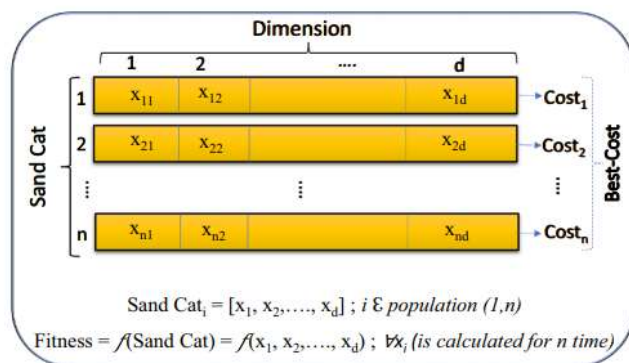 Dimension
1 2 .... d
1 x11 x12 x1d Cost1
2 x21 x22 x2d Cost2
Sand Cat
Best-Cost
.... .... ....
n xn1 xn2 xnd Costn
Sand Cati = [x1, x2,...., xd] ; i Ɛ population (1,n)
Fitness = f(Sand Cat) = f(x1, x2,...., xd) ; ∀xi (is calculated for n time)